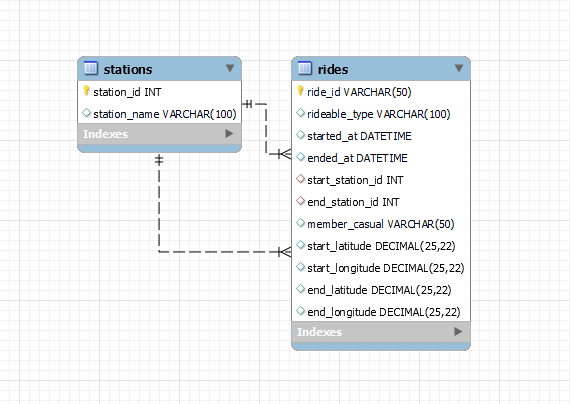 stations
station_id INT
station_name VARCHAR(100)
Indexes
rides
ride_id VARCHAR(50)
rideable_type VARCHAR(100)
started_at DATETIME
ended_at DATETIME
start_station_id INT
end_station_id INT
member_casual VARCHAR(50)
start_latitude DECIMAL(25,22)
start_longitude DECIMAL(25,22)
end_latitude DECIMAL(25,22)
end_longitude DECIMAL(25,22)
Indexes